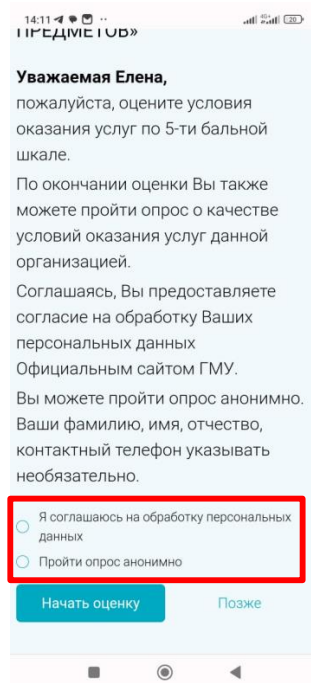 14:11
20
ПРЕДМЕТОВ»
Уважаемая Елена,
пожалуйста, оцените условия
оказания услуг по 5-ти бальной
шкале.
По окончании оценки Вы также
можете пройти опрос о качестве
условий оказания услуг данной
организацией.
Соглашаясь, Вы предоставляете
согласие на обработку Ваших
персональных данных
Официальным сайтом ГМУ.
Вы можете пройти опрос анонимно.
Ваши фамилию, имя, отчество,
контактный телефон указывать
необязательно.
Я соглашаюсь на обработку персональных
данных
Пройти опрос анонимно
Начать оценку
Позже